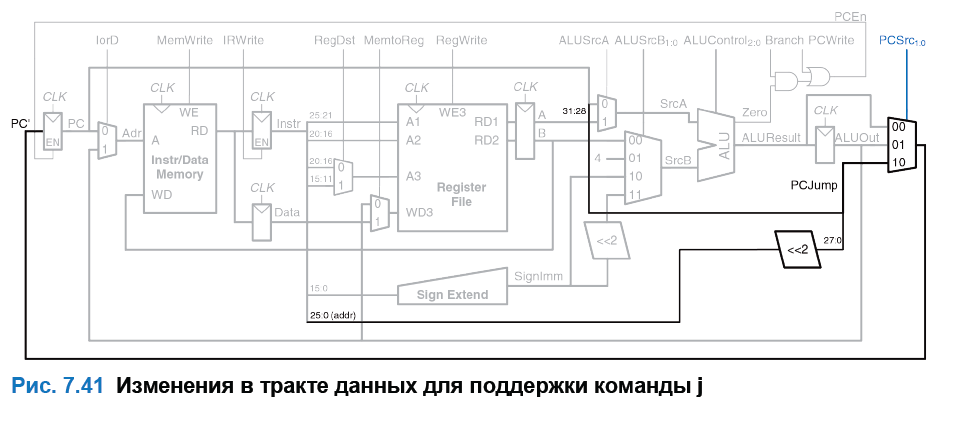 PCEn
IorD MemWrite IRWrite RegDst MemtoReg RegWrite ALUSrcA ALUSrcB1:0 ALUControl2:0 Branch PCWrite PCSrc1:0
CLK CLK CLK CLK CLK
PC' PC EN
0 1 Adr
A WE RD
Instr/Data
Memory
WD
EN Instr
CLK
Data
25:21
20:16
20:16
15:11
0 1
0 1
A1 WE3 RD1
A2 RD2
A3
Register
File
WD3
A
B
31:28
0 1
SrcA
4
00
01
10
11
SrcB
ALU
Zero
ALUResult
CLK
ALUOut
00
01
10
PCJump
<<2
<<2
27:0
SignImm
15:0
Sign Extend
25:0 (addr)
Рис. 7.41 Изменения в тракте данных для поддержки команды j